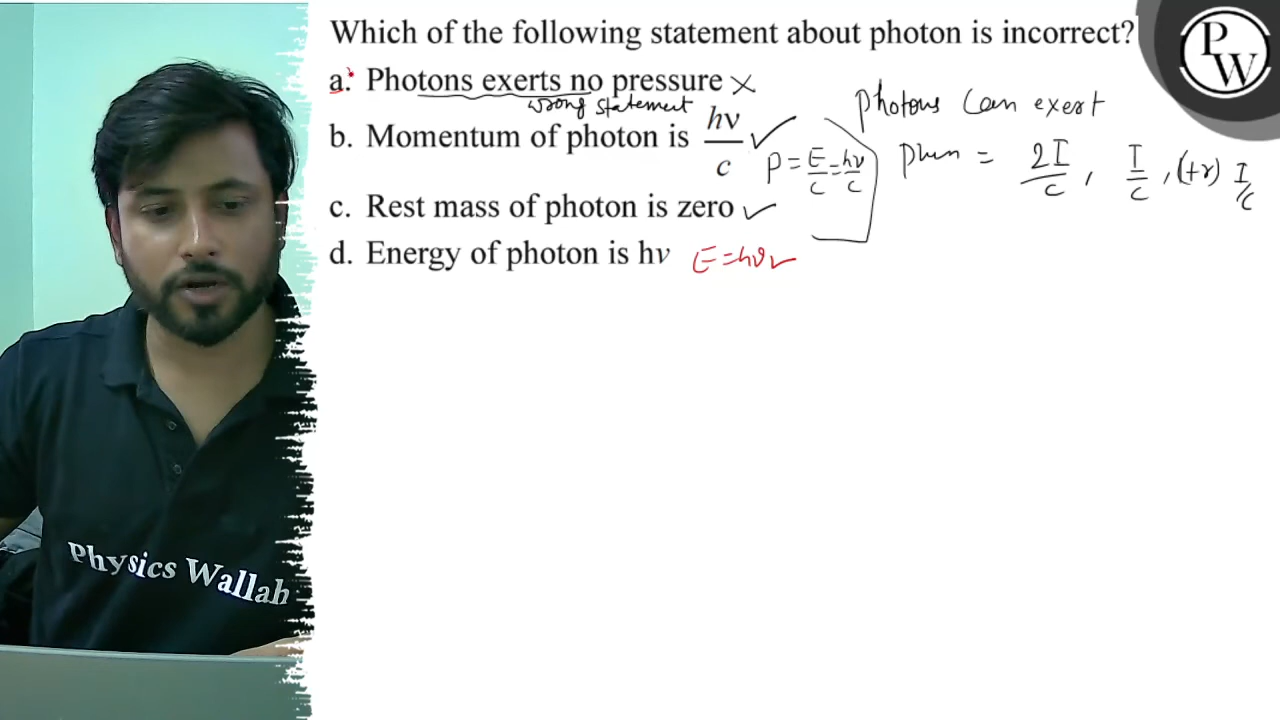 Which of the following statement about photon is incorrect?
PW
a. Photons exerts no pressure ×
wrong statement
photons can exert
b. Momentum of photon is hν/c ✓
P = E/c = hν/c
= 2I/c, I/c, (1+r) I/c
c. Rest mass of photon is zero ✓
d. Energy of photon is hν E = hν ✓
Physics Wallah